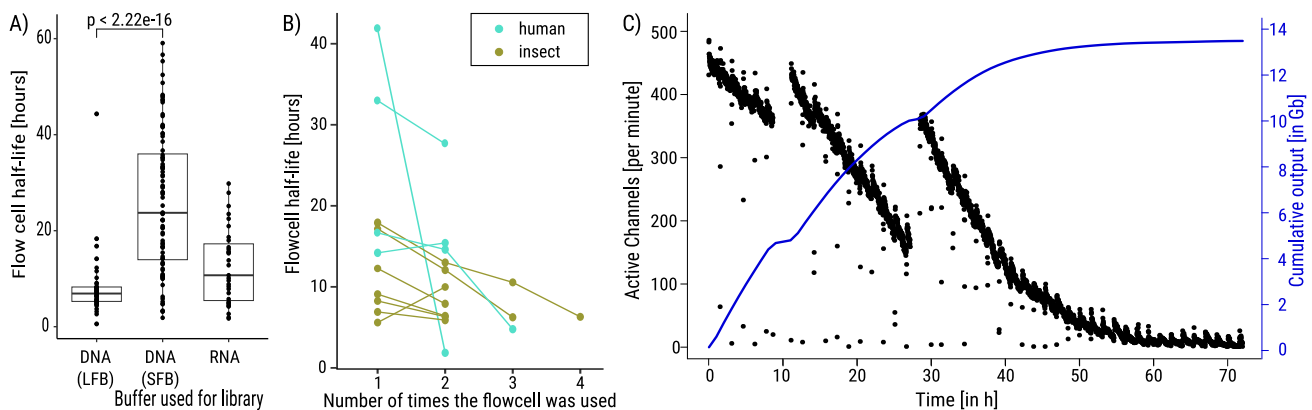 A)
p < 2.22e-16
Flow cell half-life [hours]
60
40
20
0
DNA
(LFB)
DNA
(SFB)
RNA
Buffer used for library
B)
human
insect
Flowcell half-life [hours]
40
30
20
10
0
1 2 3 4
Number of times the flowcell was used
C)
Active Channels [per minute]
500
400
300
200
100
0
0 10 20 30 40 50 60 70
Time [in h]
14
12
10
8
6
4
2
0
Cumulative output [in Gb]